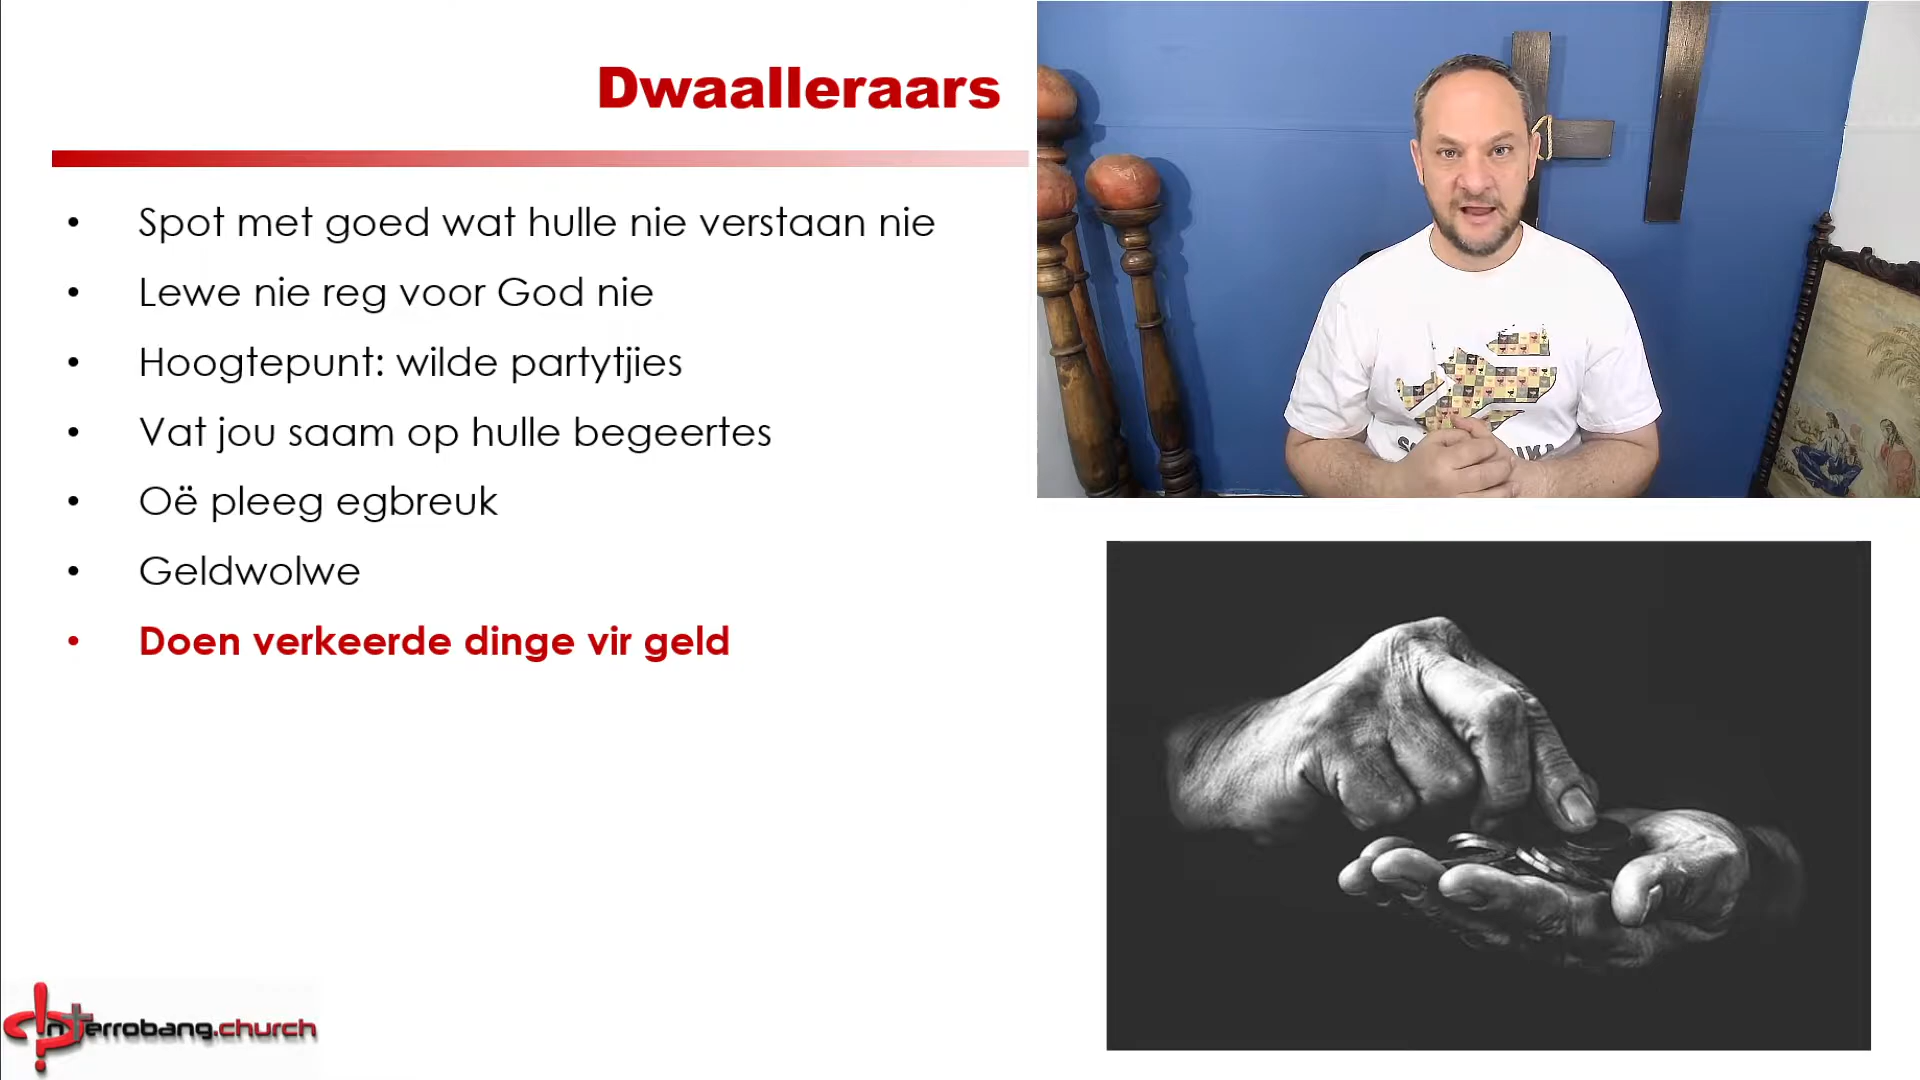 Dwaalleraars
• Spot met goed wat hulle nie verstaan nie
• Lewe nie reg voor God nie
• Hoogtepunt: wilde partytjies
• Vat jou saam op hulle begeertes
• Oë pleeg egbreuk
• Geldwolwe
• Doen verkeerde dinge vir geld
Interrobang.church